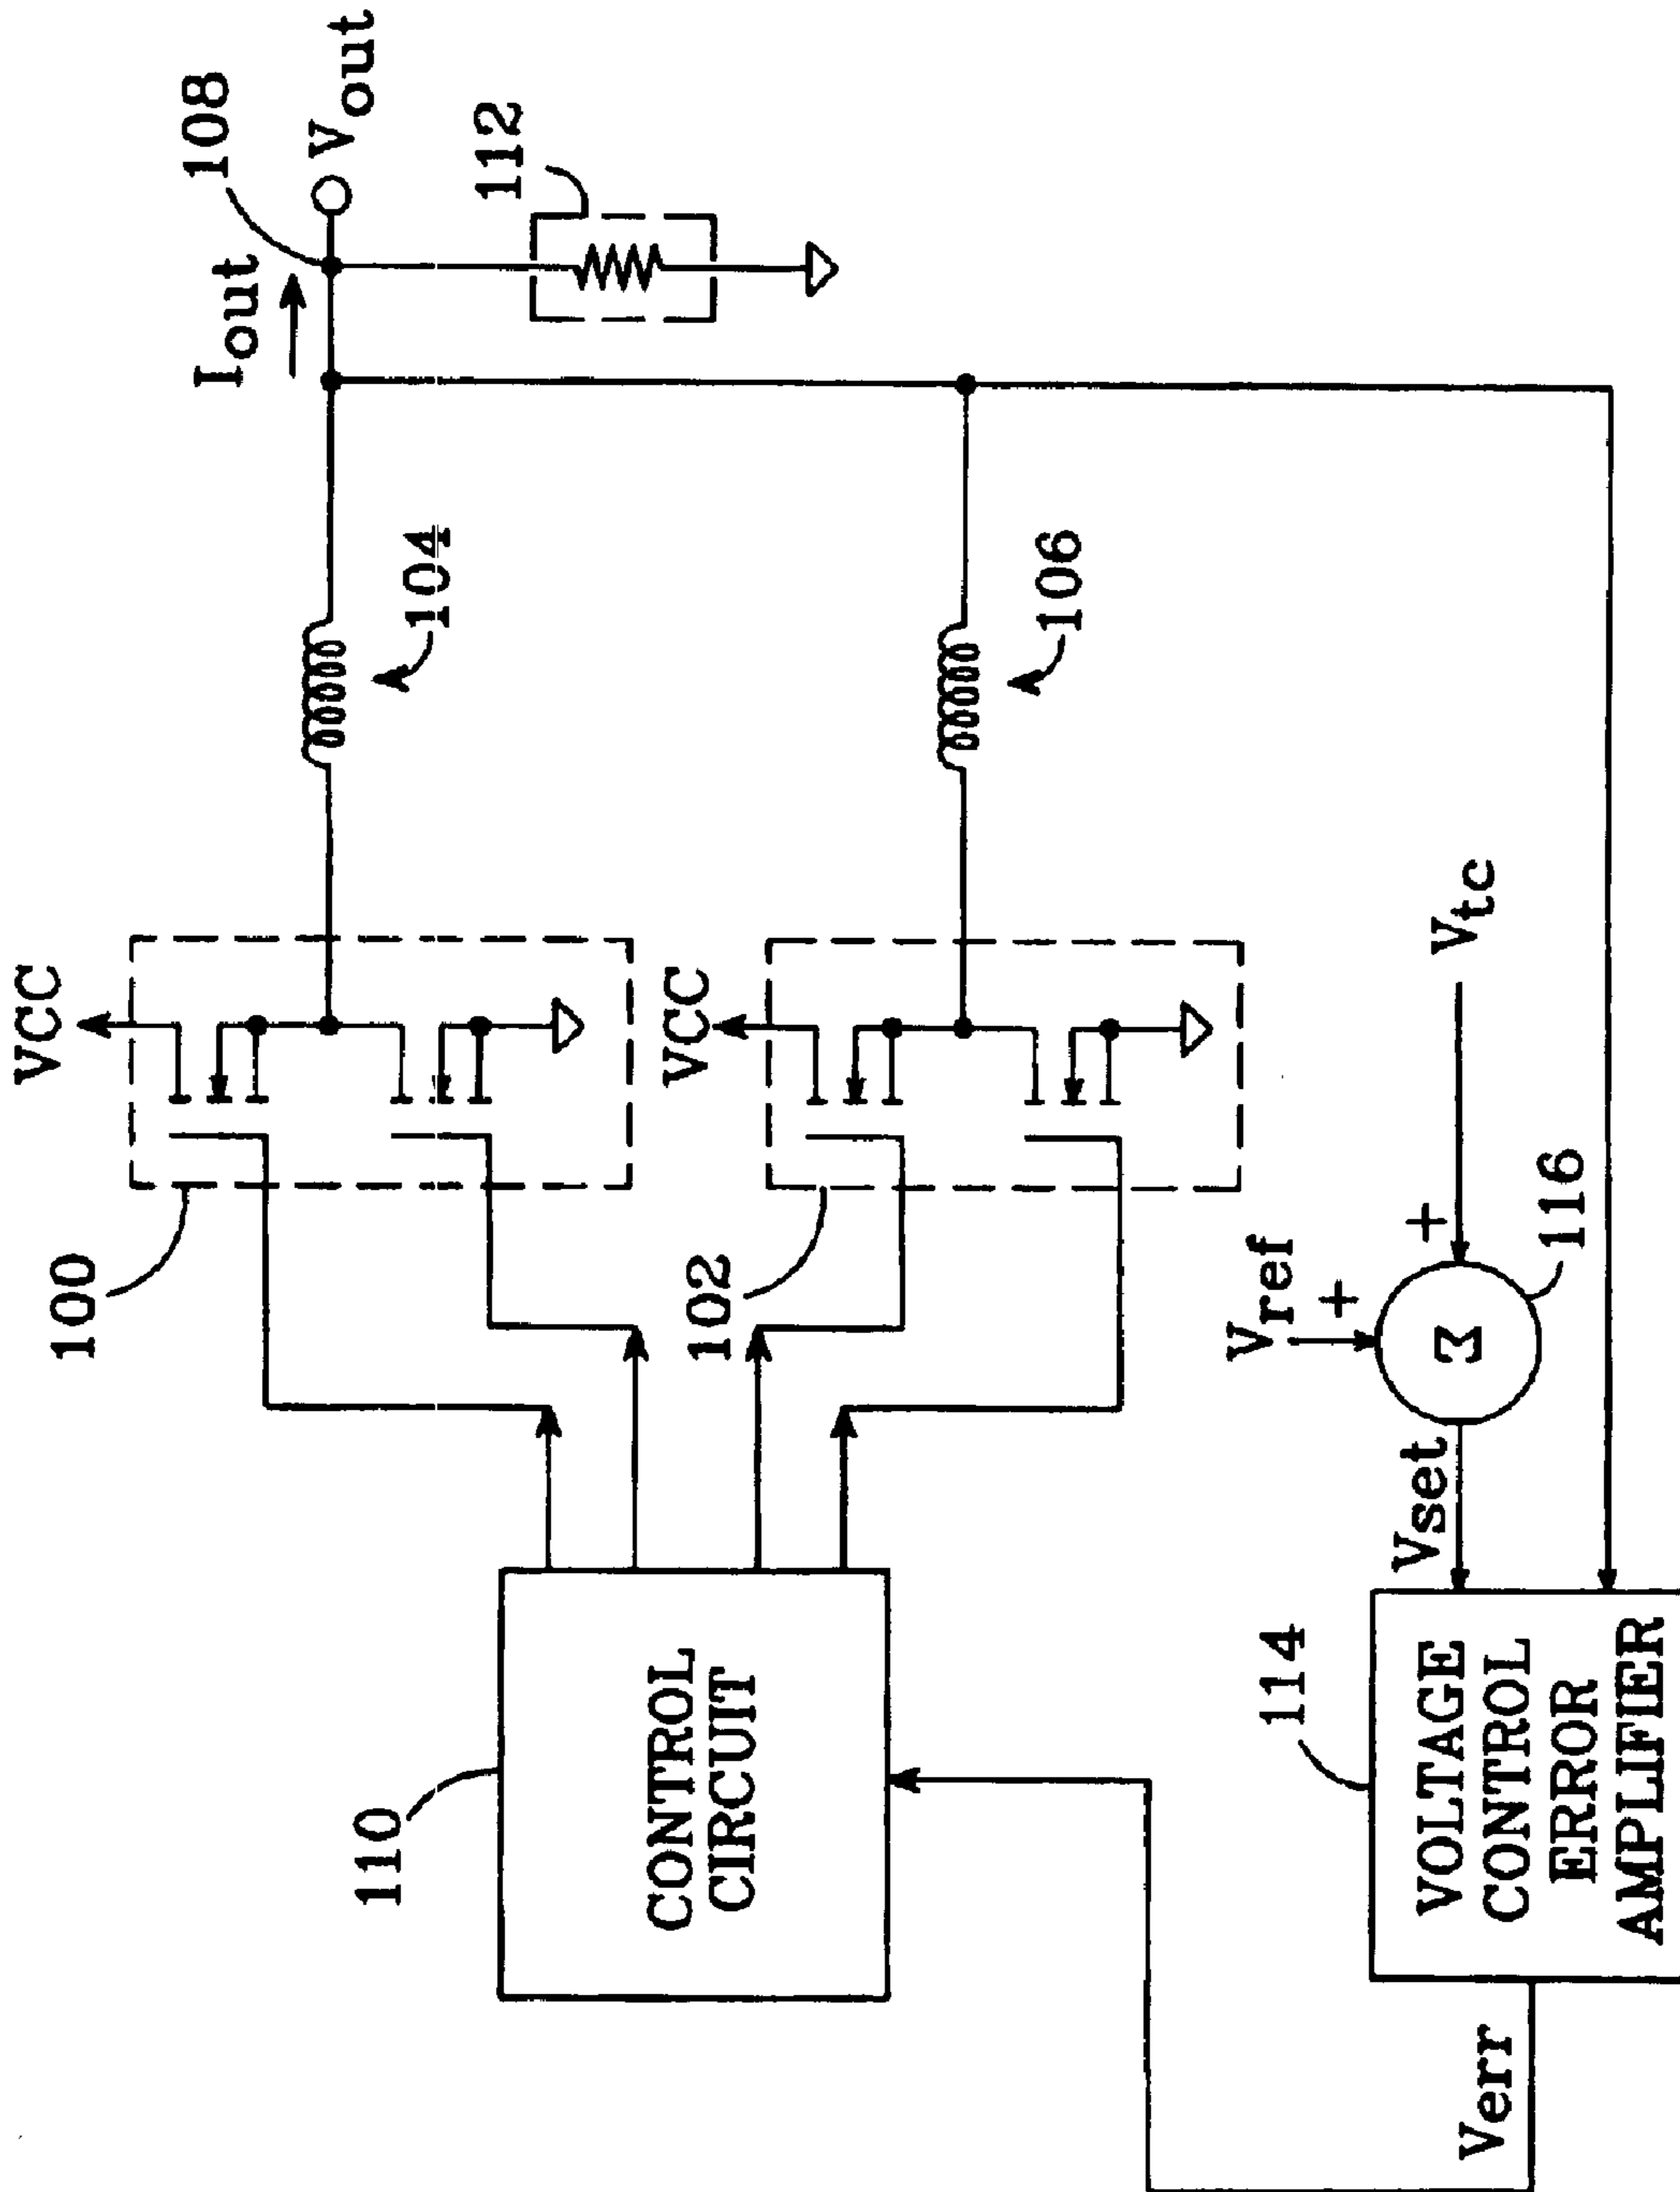 VCC
100
104
Iout
108
Vout
112
110
CONTROL
CIRCUIT
VCC
102
106
114
Vref
+
+
Vtc
Vset
Σ
116
VOLTAGE
CONTROL
ERROR
AMPLIFIER
Verr